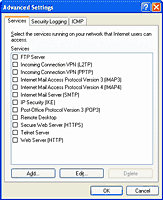 Advanced Settings
Services
Security Logging
ICMP
Select the services running on your network that Internet users can
access.
Services
FTP Server
Incoming Connection VPN (L2TP)
Incoming Connection VPN (PPTP)
Internet Mail Access Protocol Version 3 (IMAP3)
Internet Mail Access Protocol Version 4 (IMAP4)
Internet Mail Server (SMTP)
IP Security (IKE)
Post-Office Protocol Version 3 (POP3)
Remote Desktop
Secure Web Server (HTTPS)
Telnet Server
Web Server (HTTP)
Add...
Edit...
Delete
OK
Cancel